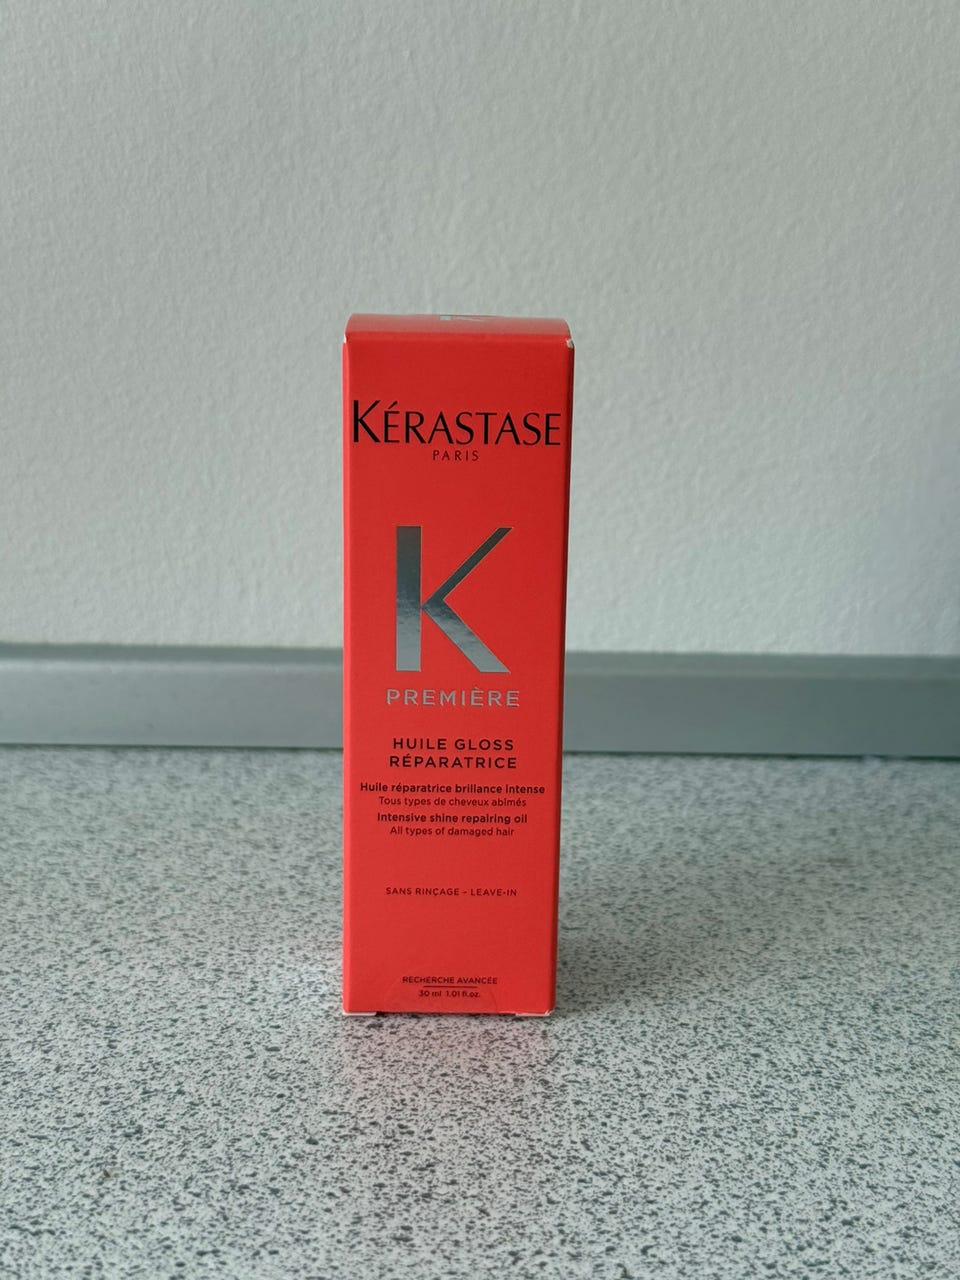 KÉRASTASE
PARIS
K
PREMIÈRE
HUILE GLOSS
RÉPARATRICE
Huile réparatrice brillance intense
Tous types de cheveux abîmés
Intensive shine repairing oil
All types of damaged hair
SANS RINÇAGE - LEAVE-IN
RECHERCHE AVANCÉE
30 ml 1.01 fl.oz.